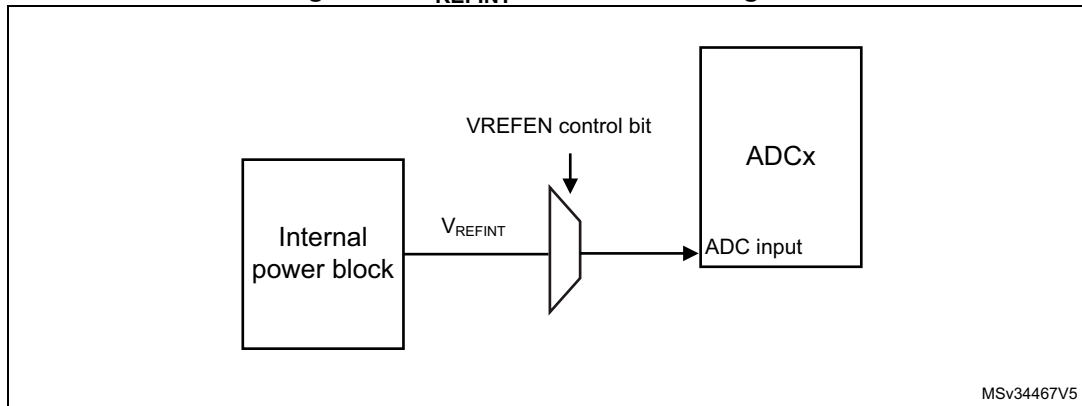 VREFEN control bit
ADCx
Internal
power block
VREFINT
ADC input
MSv34467V5